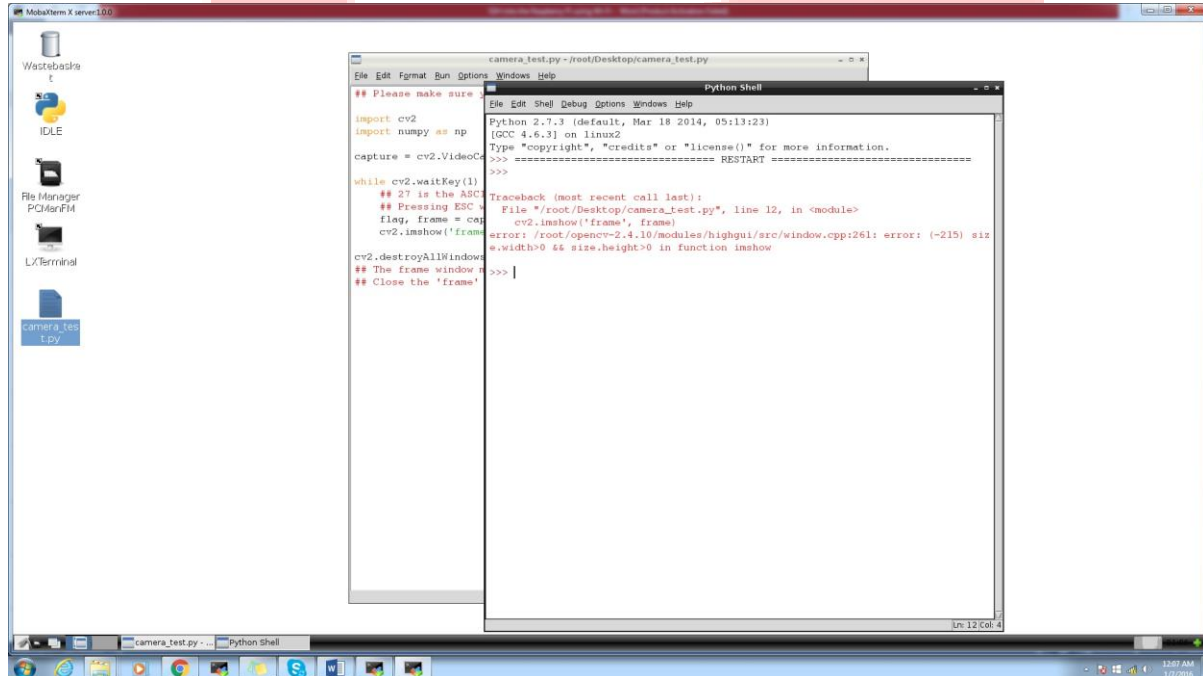 MobaXterm X server:1.0.0
Wastebaske
t
IDLE
File Manager
PCManFM
LXTerminal
camera_tes
t.py
camera_test.py - /root/Desktop/camera_test.py
File Edit Format Run Options Windows Help
## Please make sure y
import cv2
import numpy as np
capture = cv2.VideoCa
while cv2.waitKey(1)
## 27 is the ASCI
## Pressing ESC w
flag, frame = cap
cv2.imshow('frame
cv2.destroyAllWindows
## The frame window m
## Close the 'frame'
Python Shell
File Edit Shell Debug Options Windows Help
Python 2.7.3 (default, Mar 18 2014, 05:13:23)
[GCC 4.6.3] on linux2
Type "copyright", "credits" or "license()" for more information.
>>> ================================ RESTART ================================
>>>
Traceback (most recent call last):
File "/root/Desktop/camera_test.py", line 12, in <module>
cv2.imshow('frame', frame)
error: /root/opencv-2.4.10/modules/highgui/src/window.cpp:261: error: (-215) siz
e.width>0 && size.height>0 in function imshow
>>>
Ln: 12 Col: 4
camera_test.py - ... Python Shell
12:07 AM
1/7/2016